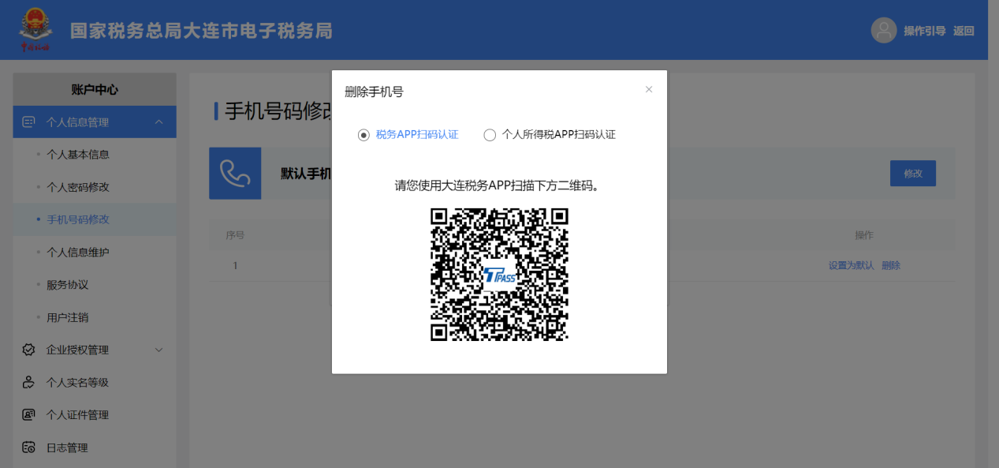 国家税务总局大连市电子税务局
操作引导 返回
账户中心
个人信息管理
个人基本信息
个人密码修改
手机号码修改
个人信息维护
服务协议
用户注销
企业授权管理
个人实名等级
个人证件管理
日志管理
手机号码修改
默认手机
修改
序号
操作
1
设置为默认 删除
删除手机号
税务APP扫码认证
个人所得税APP扫码认证
请您使用大连税务APP扫描下方二维码。
TPASS